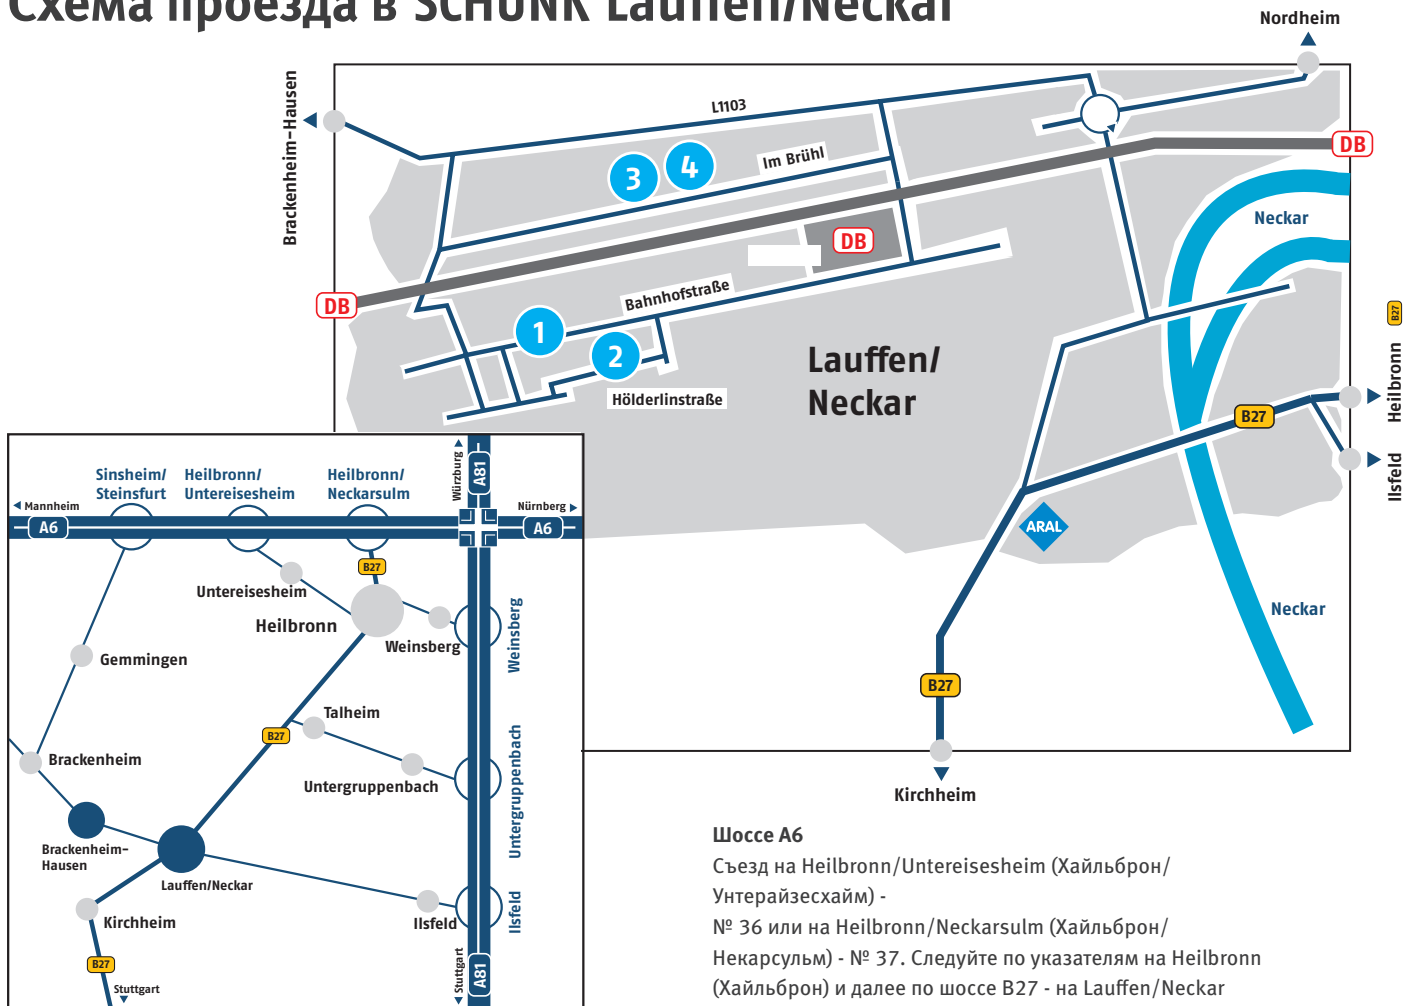 Схема проезда в SCHUNK Lauffen/Neckar
Nordheim
Brackenheim-Hausen
L1103
Im Brühl
3
4
DB
DB
DB
Neckar
Bahnhofstraße
1
2
Hölderlinstraße
Lauffen/
Neckar
B27
Heilbronn
Ilsfeld
B27
ARAL
Neckar
B27
Kirchheim
Sinsheim/
Steinsfurt
Heilbronn/
Untereisesheim
Heilbronn/
Neckarsulm
Würzburg
A81
Mannheim
A6
Nürnberg
A6
B27
Untereisesheim
Heilbronn
Weinsberg
Weinsberg
Gemmingen
Talheim
B27
Untergruppenbach
Untergruppenbach
Brackenheim
Brackenheim-
Hausen
Lauffen/Neckar
Kirchheim
Ilsfeld
Ilsfeld
B27
Stuttgart
Stuttgart
A81
Шоссе A6
Съезд на Heilbronn/Untereisesheim (Хайльброн/
Унтерайзесхайм) -
№ 36 или на Heilbronn/Neckarsulm (Хайльброн/
Некарсульм) - № 37. Следуйте по указателям на Heilbronn
(Хайльброн) и далее по шоссе B27 - на Lauffen/Neckar